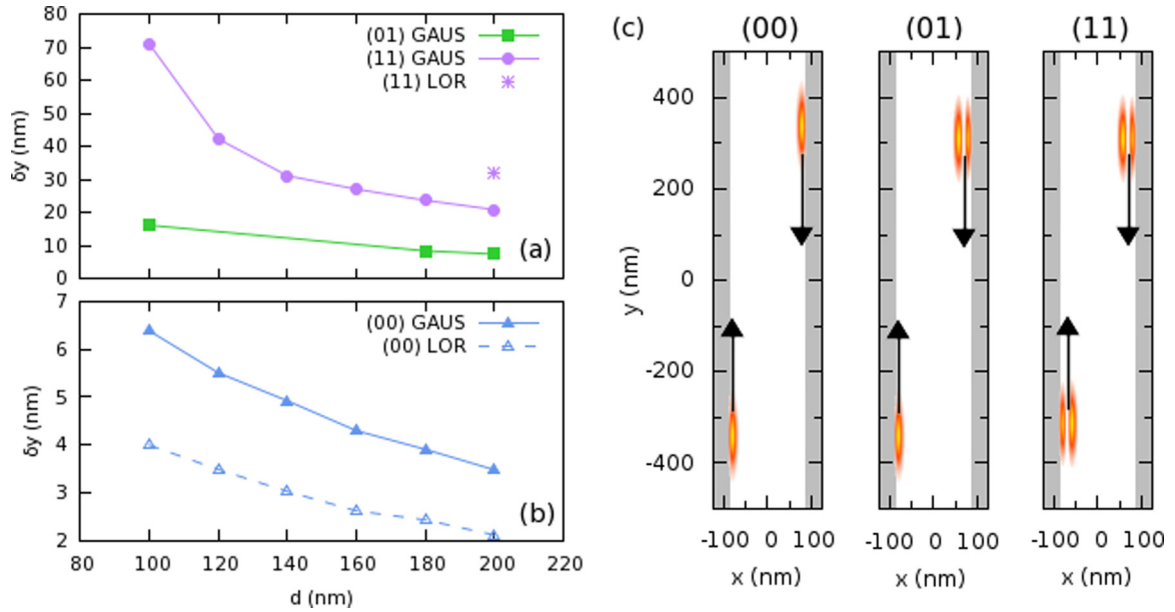 80
70
60
50
40
30
20
10
0
δy (nm)
(01) GAUS
(11) GAUS
(11) LOR
(a)
7
6
5
4
3
2
δy (nm)
(00) GAUS
(00) LOR
(b)
80 100 120 140 160 180 200 220
d (nm)
(c) (00) (01) (11)
400
200
0
-200
-400
y (nm)
-100 0 100 -100 0 100 -100 0 100
x (nm) x (nm) x (nm)